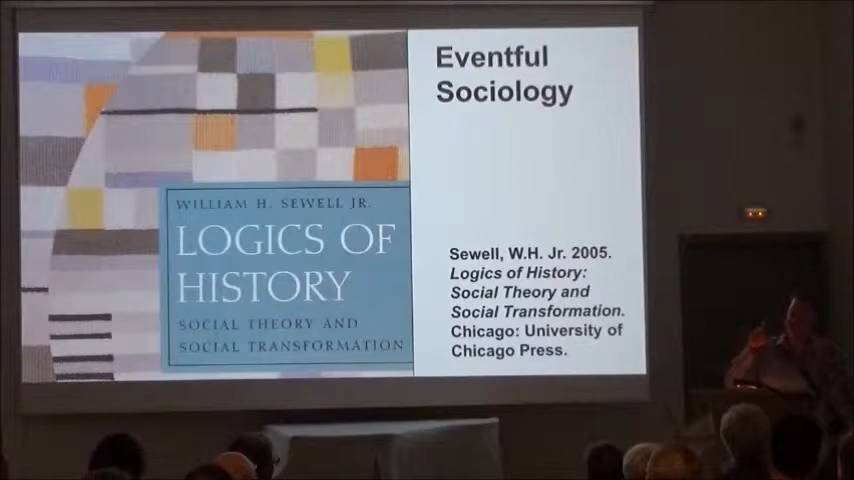 Eventful
Sociology
WILLIAM H. SEWELL JR.
LOGICS OF
HISTORY
SOCIAL THEORY AND
SOCIAL TRANSFORMATION
Sewell, W.H. Jr. 2005.
Logics of History:
Social Theory and
Social Transformation.
Chicago: University of
Chicago Press.